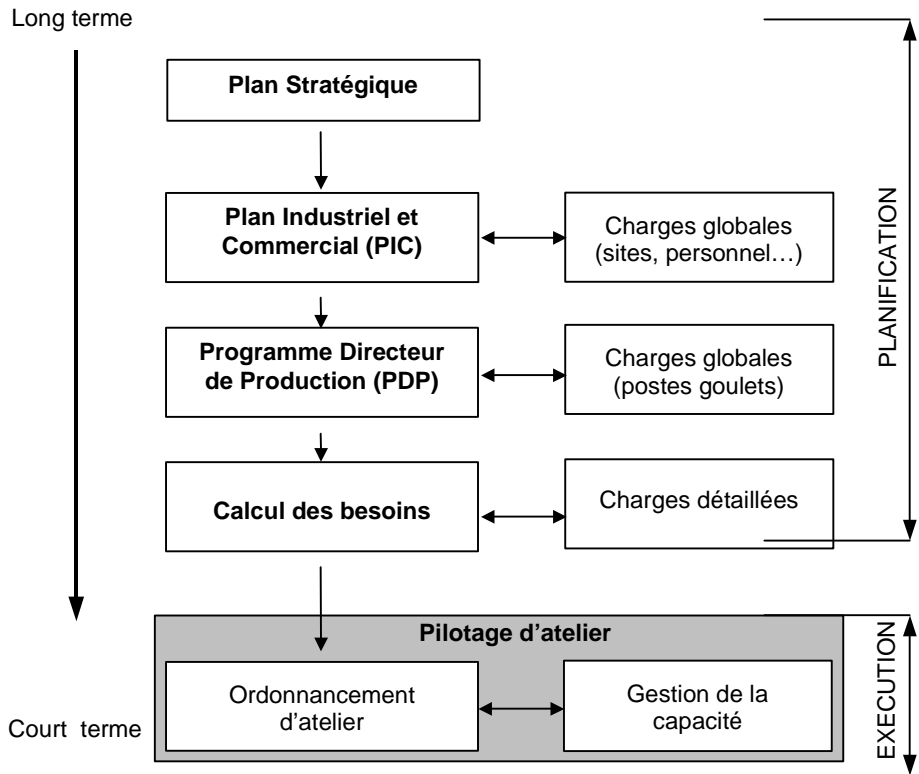 Long terme
Plan Stratégique
Plan Industriel et
Commercial (PIC)
Charges globales
(sites, personnel…)
Programme Directeur
de Production (PDP)
Charges globales
(postes goulets)
Calcul des besoins
Charges détaillées
PLANIFICATION
Pilotage d'atelier
Ordonnancement
d'atelier
Gestion de la
capacité
EXECUTION
Court terme